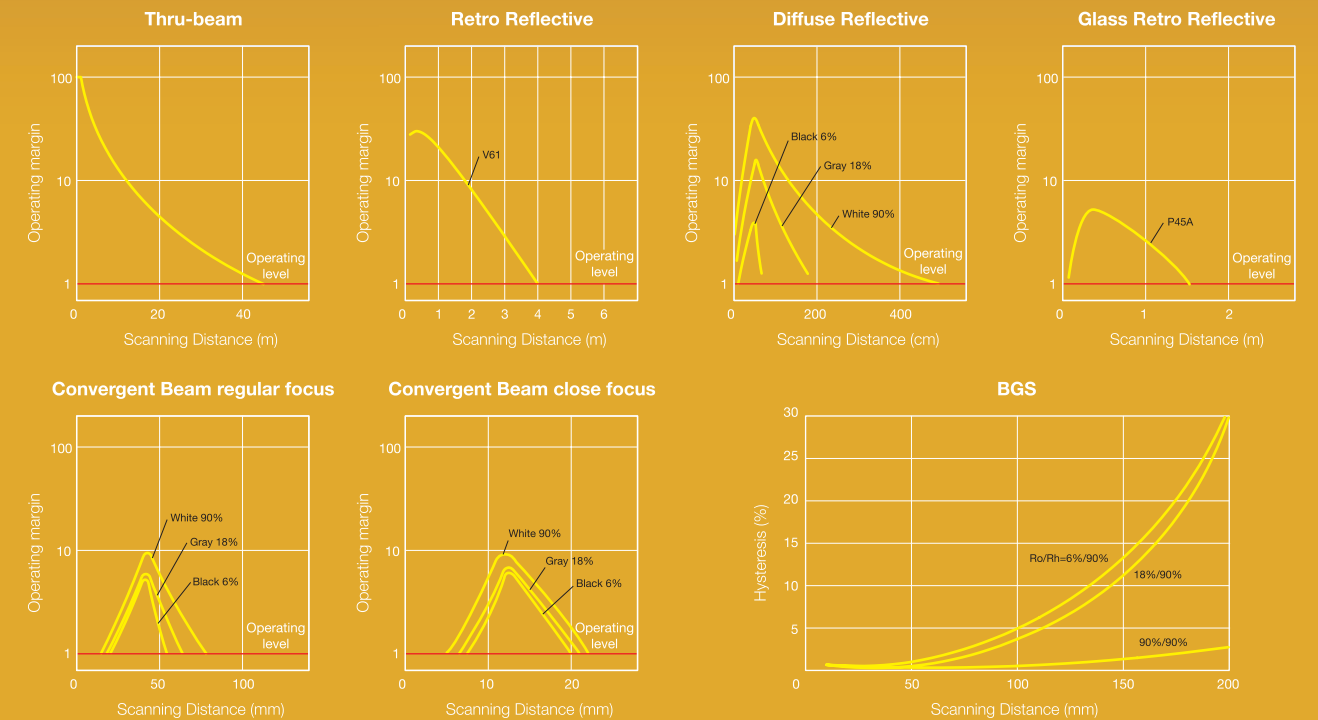 Thru-beam
100
10
1
Operating margin
Operating
level
0 20 40
Scanning Distance (m)
Retro Reflective
100
10
1
Operating margin
V61
Operating
level
0 1 2 3 4 5 6
Scanning Distance (m)
Diffuse Reflective
100
10
1
Operating margin
Black 6%
Gray 18%
White 90%
Operating
level
0 200 400
Scanning Distance (cm)
Glass Retro Reflective
100
10
1
Operating margin
P45A
Operating
level
0 1 2
Scanning Distance (m)
Convergent Beam regular focus
100
10
1
Operating margin
White 90%
Gray 18%
Black 6%
Operating
level
0 50 100
Scanning Distance (mm)
Convergent Beam close focus
100
10
1
Operating margin
White 90%
Gray 18%
Black 6%
Operating
level
0 10 20
Scanning Distance (mm)
BGS
30
25
20
15
10
5
Hysteresis (%)
Ro/Rh=6%/90%
18%/90%
90%/90%
0 50 100 150 200
Scanning Distance (mm)